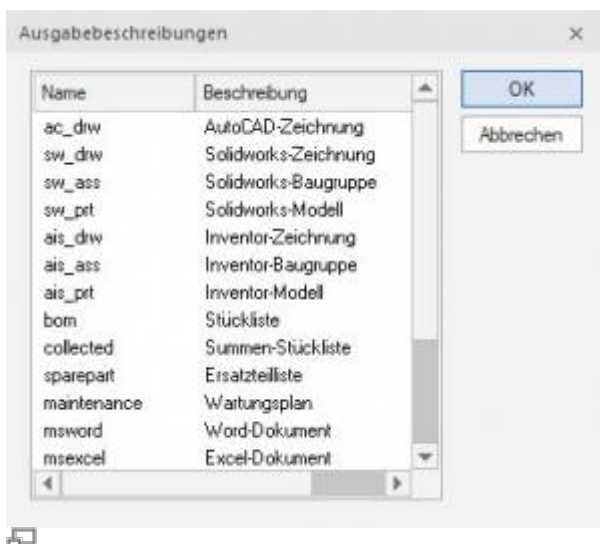 Ausgabebeschreibungen
Name Beschreibung
OK
ac_drw AutoCAD-Zeichnung
Abbrechen
sw_drw Solidworks-Zeichnung
sw_ass Solidworks-Baugruppe
sw_prt Solidworks-Modell
ais_drw Inventor-Zeichnung
ais_ass Inventor-Baugruppe
ais_prt Inventor-Modell
bom Stückliste
collected Summen-Stückliste
sparepart Ersatzteilliste
maintenance Wartungsplan
msword Word-Dokument
msexcel Excel-Dokument